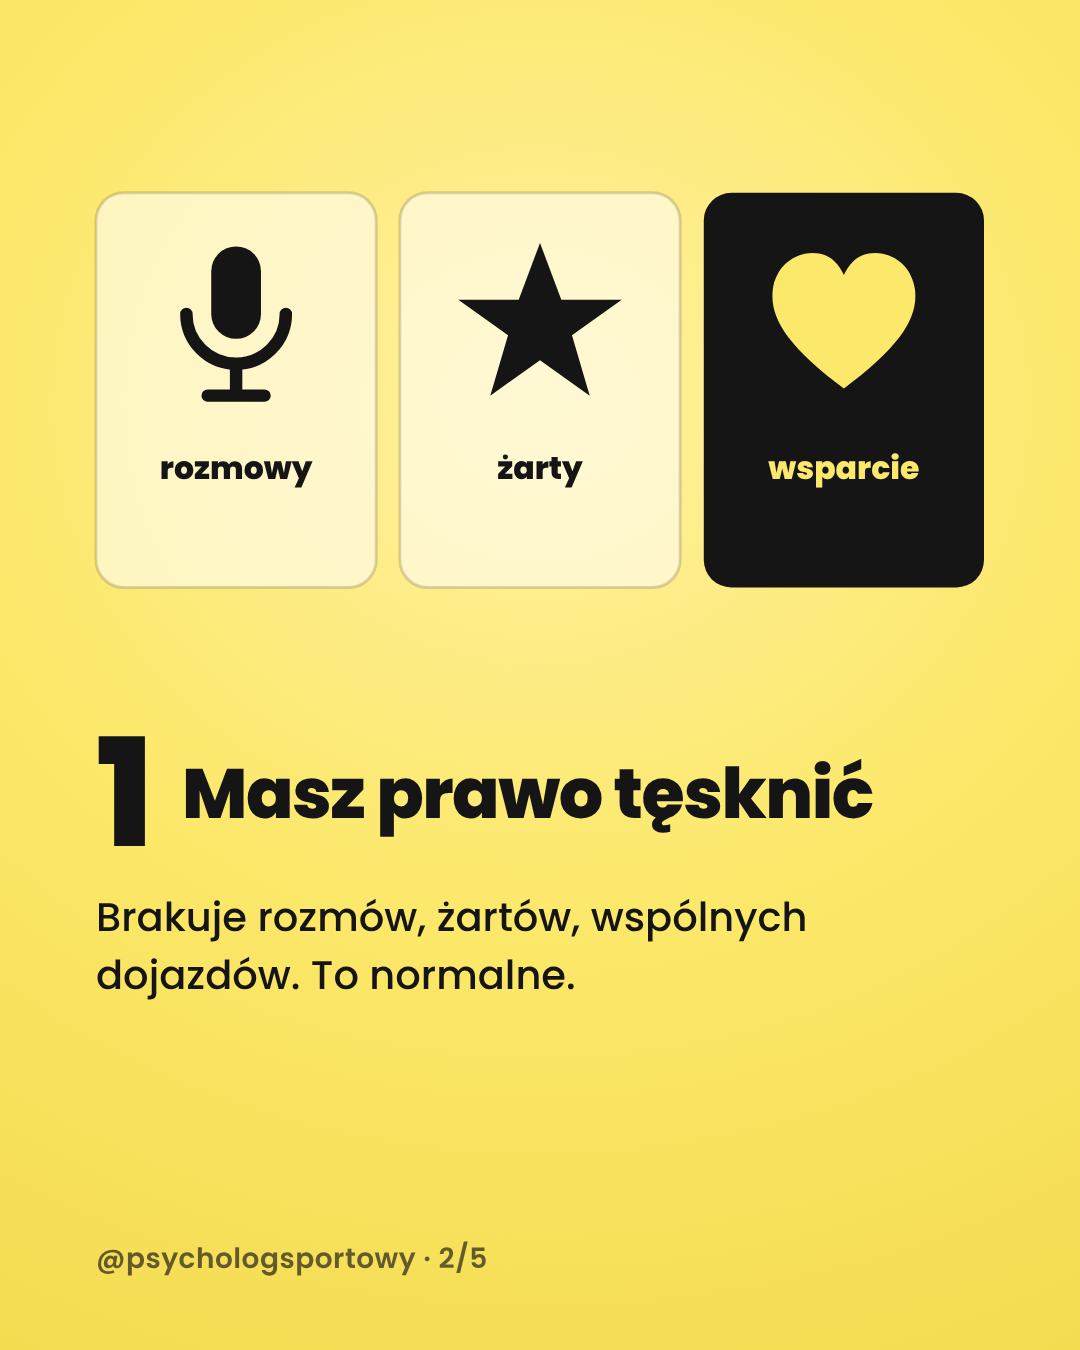 rozmowy
żarty
wsparcie
1 Masz prawo tęsknić
Brakuje rozmów, żartów, wspólnych
dojazdów. To normalne.
@psychologsportowy · 2/5